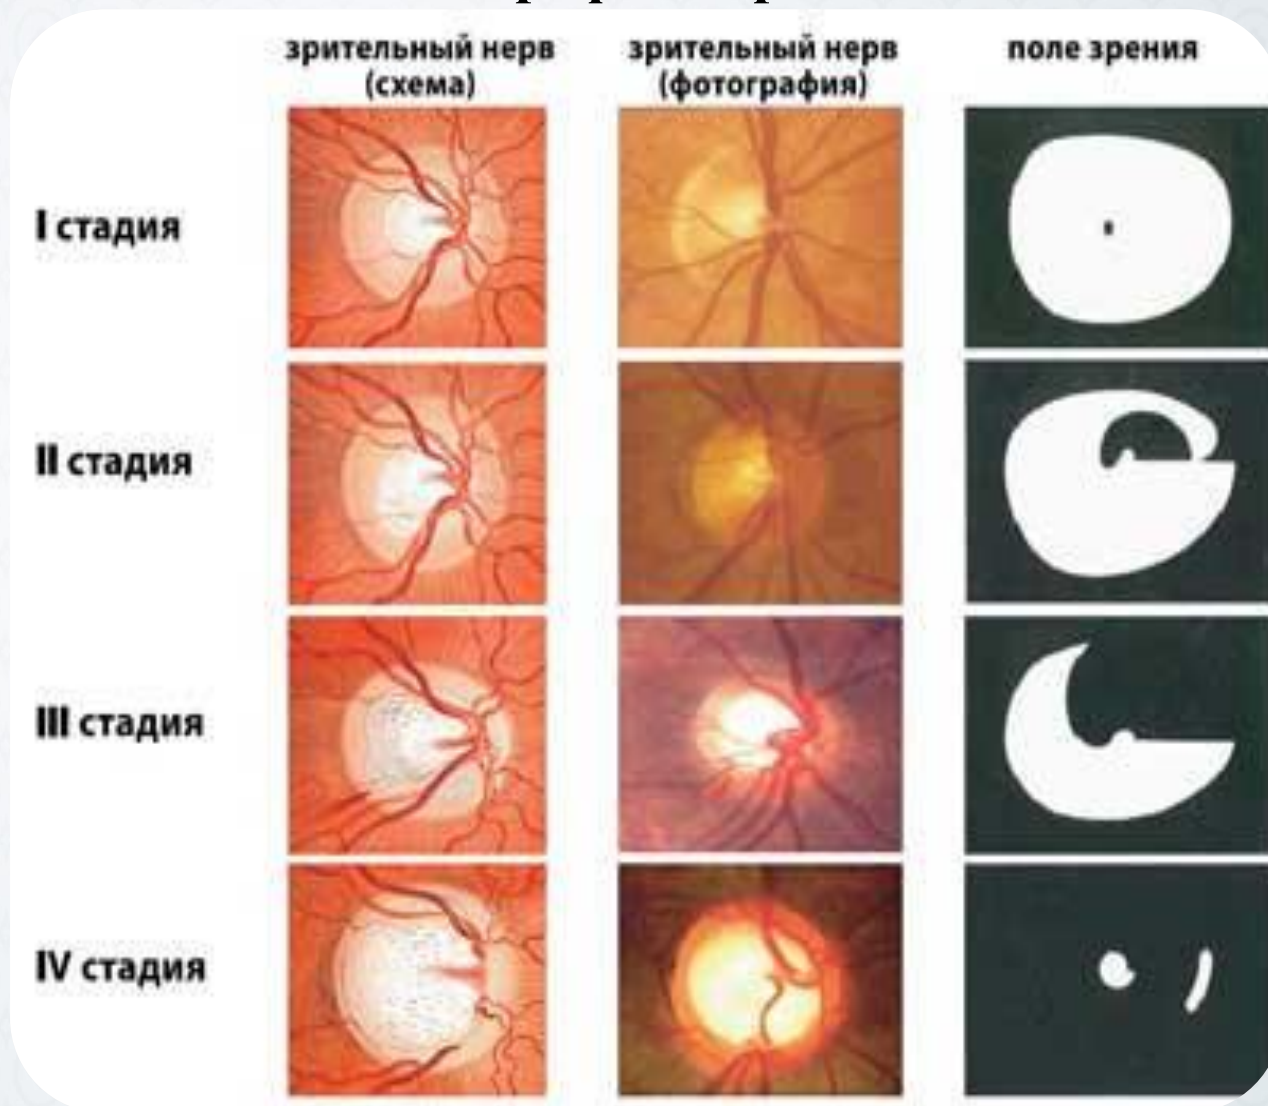 зрительный нерв
(схема)
зрительный нерв
(фотография)
поле зрения
I стадия
II стадия
III стадия
IV стадия